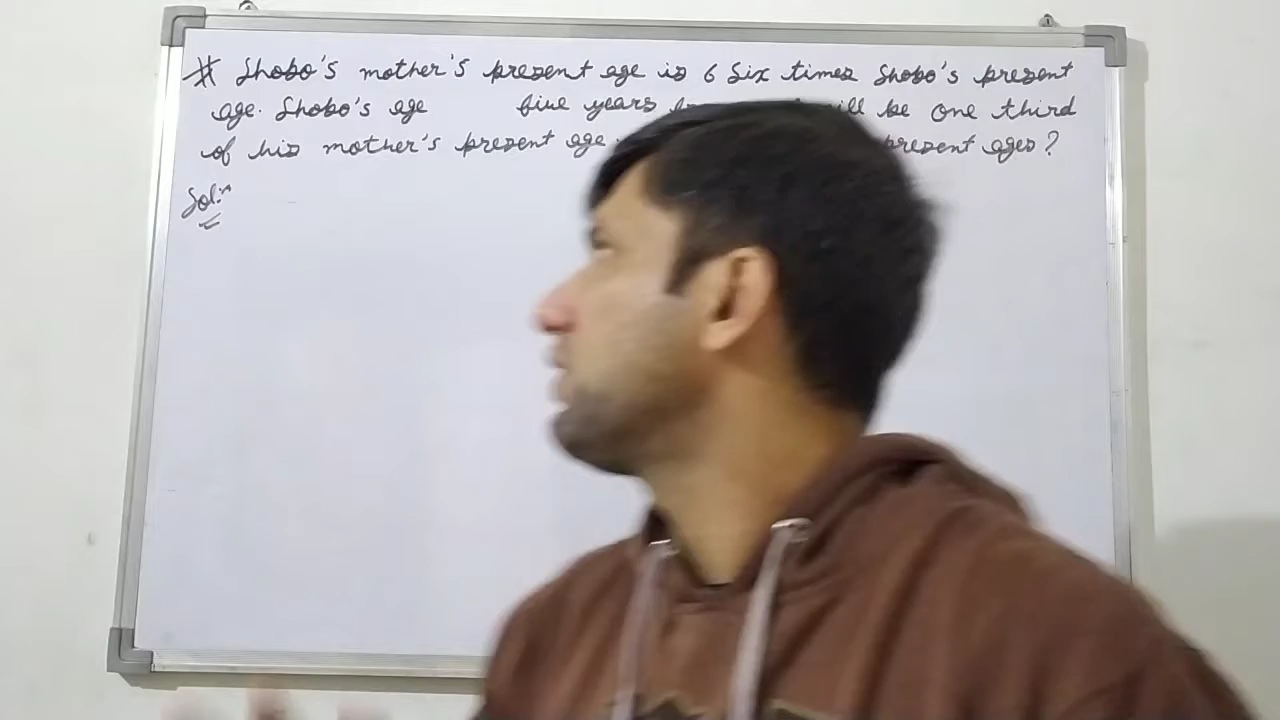 # Shobo's mother's present age is 6 Six times Shobo's present
age. Shobo's age five years will be one third
of his mother's present age. present ages?
Sol:n